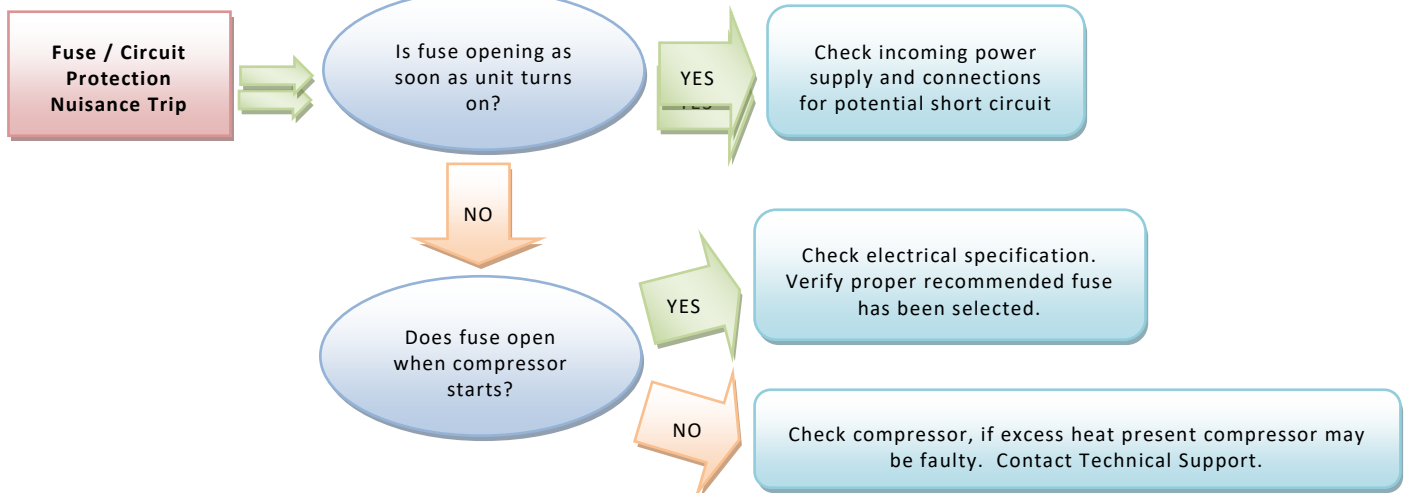 Fuse / Circuit
Protection
Nuisance Trip
Is fuse opening as
soon as unit turns
on?
YES
YES
Check incoming power
supply and connections
for potential short circuit
NO
Does fuse open
when compressor
starts?
YES
Check electrical specification.
Verify proper recommended fuse
has been selected.
NO
Check compressor, if excess heat present compressor may
be faulty.  Contact Technical Support.